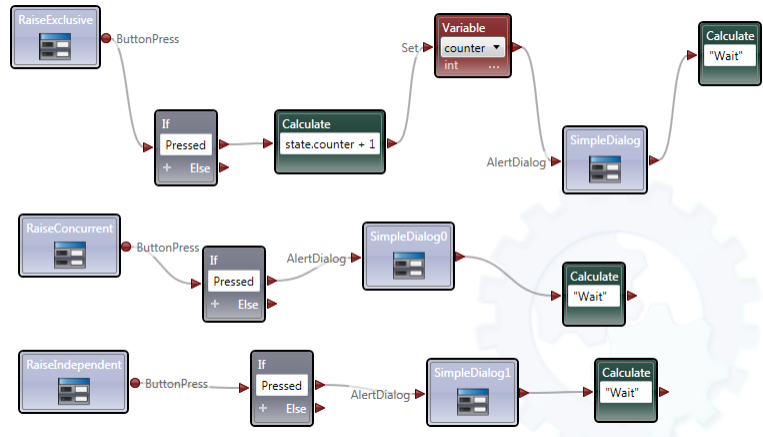 RaiseExclusive
ButtonPress
If
Pressed
Else
Calculate
state.counter + 1
Set
Variable
counter
int ...
AlertDialog
SimpleDialog
Calculate
"Wait"
RaiseConcurrent
ButtonPress
If
Pressed
Else
AlertDialog
SimpleDialog0
Calculate
"Wait"
RaiseIndependent
ButtonPress
If
Pressed
Else
AlertDialog
SimpleDialog1
Calculate
"Wait"